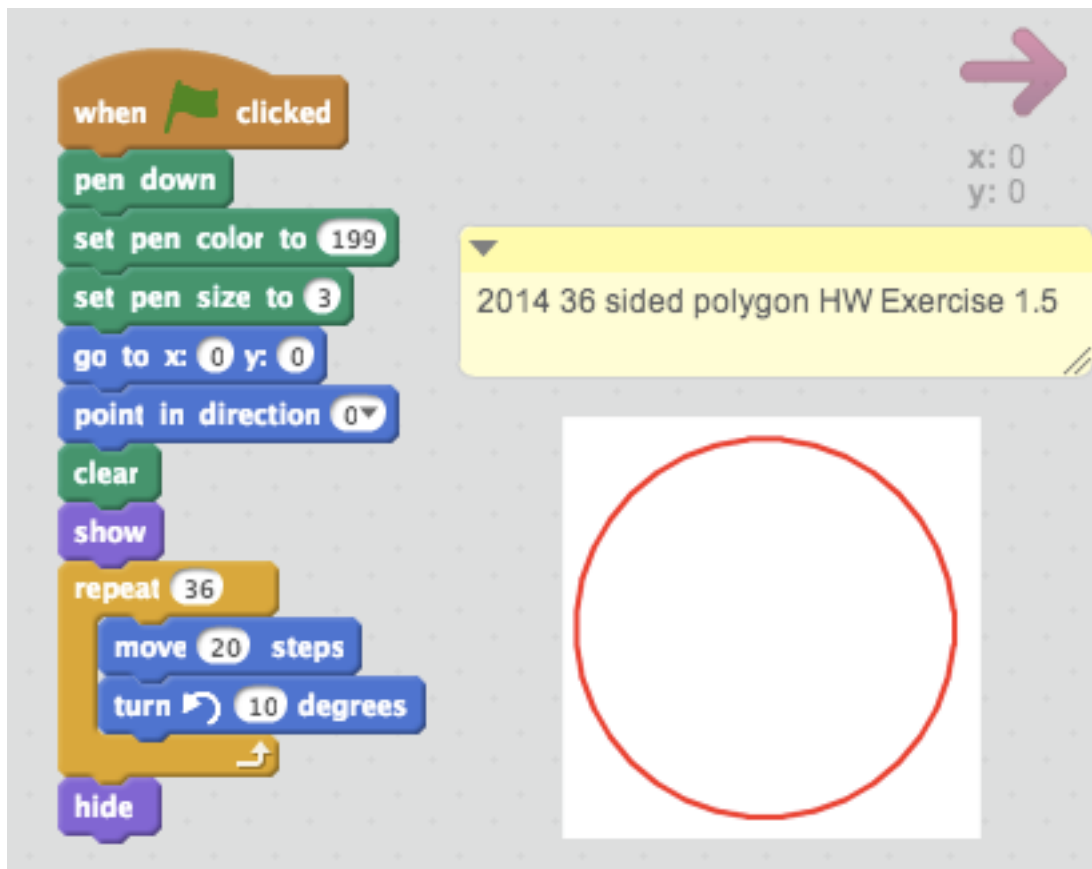 when clicked
pen down
set pen color to 199
set pen size to 3
go to x: 0 y: 0
point in direction 0
clear
show
repeat 36
move 20 steps
turn 10 degrees
hide
x: 0
y: 0
2014 36 sided polygon HW Exercise 1.5